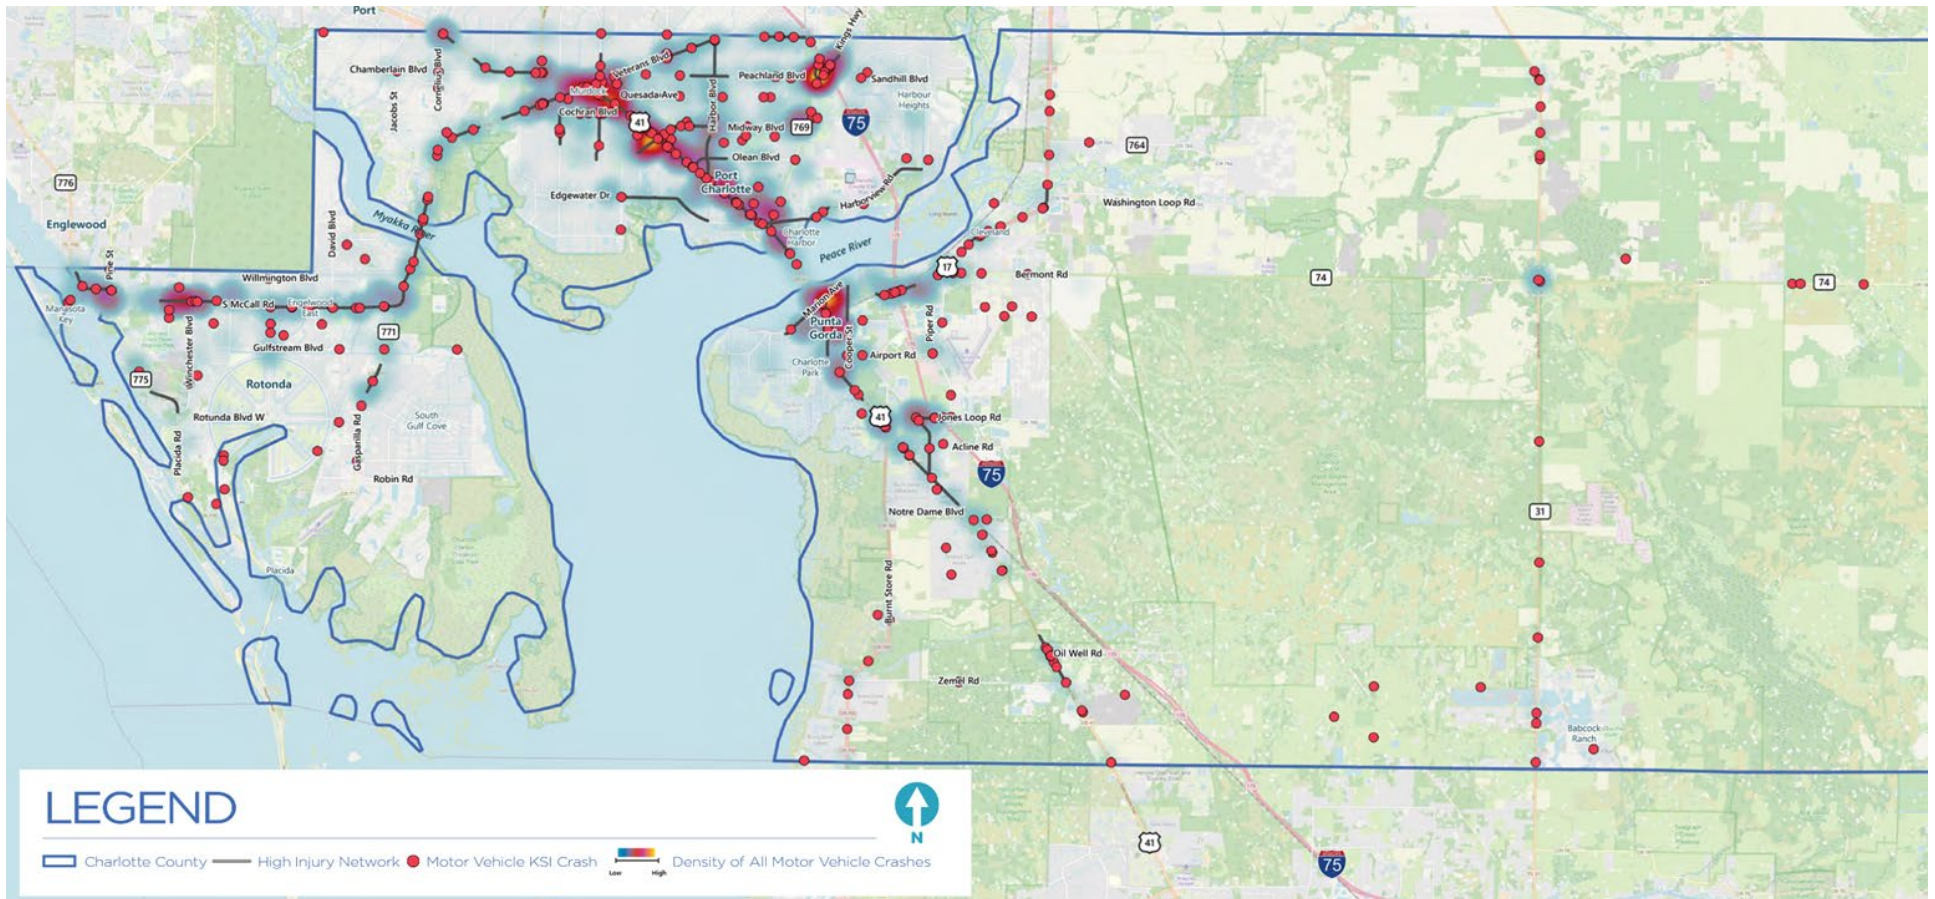 Port
Kings Hwy
Chamberlain Blvd
Cornelius Blvd
Veterans Blvd
Peachland Blvd
Sandhill Blvd
Murdock
Quesada Ave
Harbour
Heights
Jacobs St
Cochran Blvd
Harbor Blvd
41
Midway Blvd
769
75
764
776
Olean Blvd
Port
Charlotte
Edgewater Dr
Harborview Rd
Washington Loop Rd
Englewood
Myakka River
David Blvd
Charlotte
Harbor
Peace River
Cleveland
Pine St
Willmington Blvd
17
Bermont Rd
74
74
Manasota
Key
S McCall Rd
Engelwood
East
Marion Ave
Punta
Gorda
Cooper St
Piper Rd
771
Winchester Blvd
Gulfstream Blvd
Charlotte
Park
Airport Rd
775
Rotonda
Rotunda Blvd W
South
Gulf Cove
41
Jones Loop Rd
Placida Rd
Gasparilla Rd
Acline Rd
Robin Rd
75
Notre Dame Blvd
31
Placida
Burnt Store Rd
Oil Well Rd
Zemel Rd
Babcock
Ranch
41
75
LEGEND
N
Charlotte County
High Injury Network
Motor Vehicle KSI Crash
Density of All Motor Vehicle Crashes
Low
High